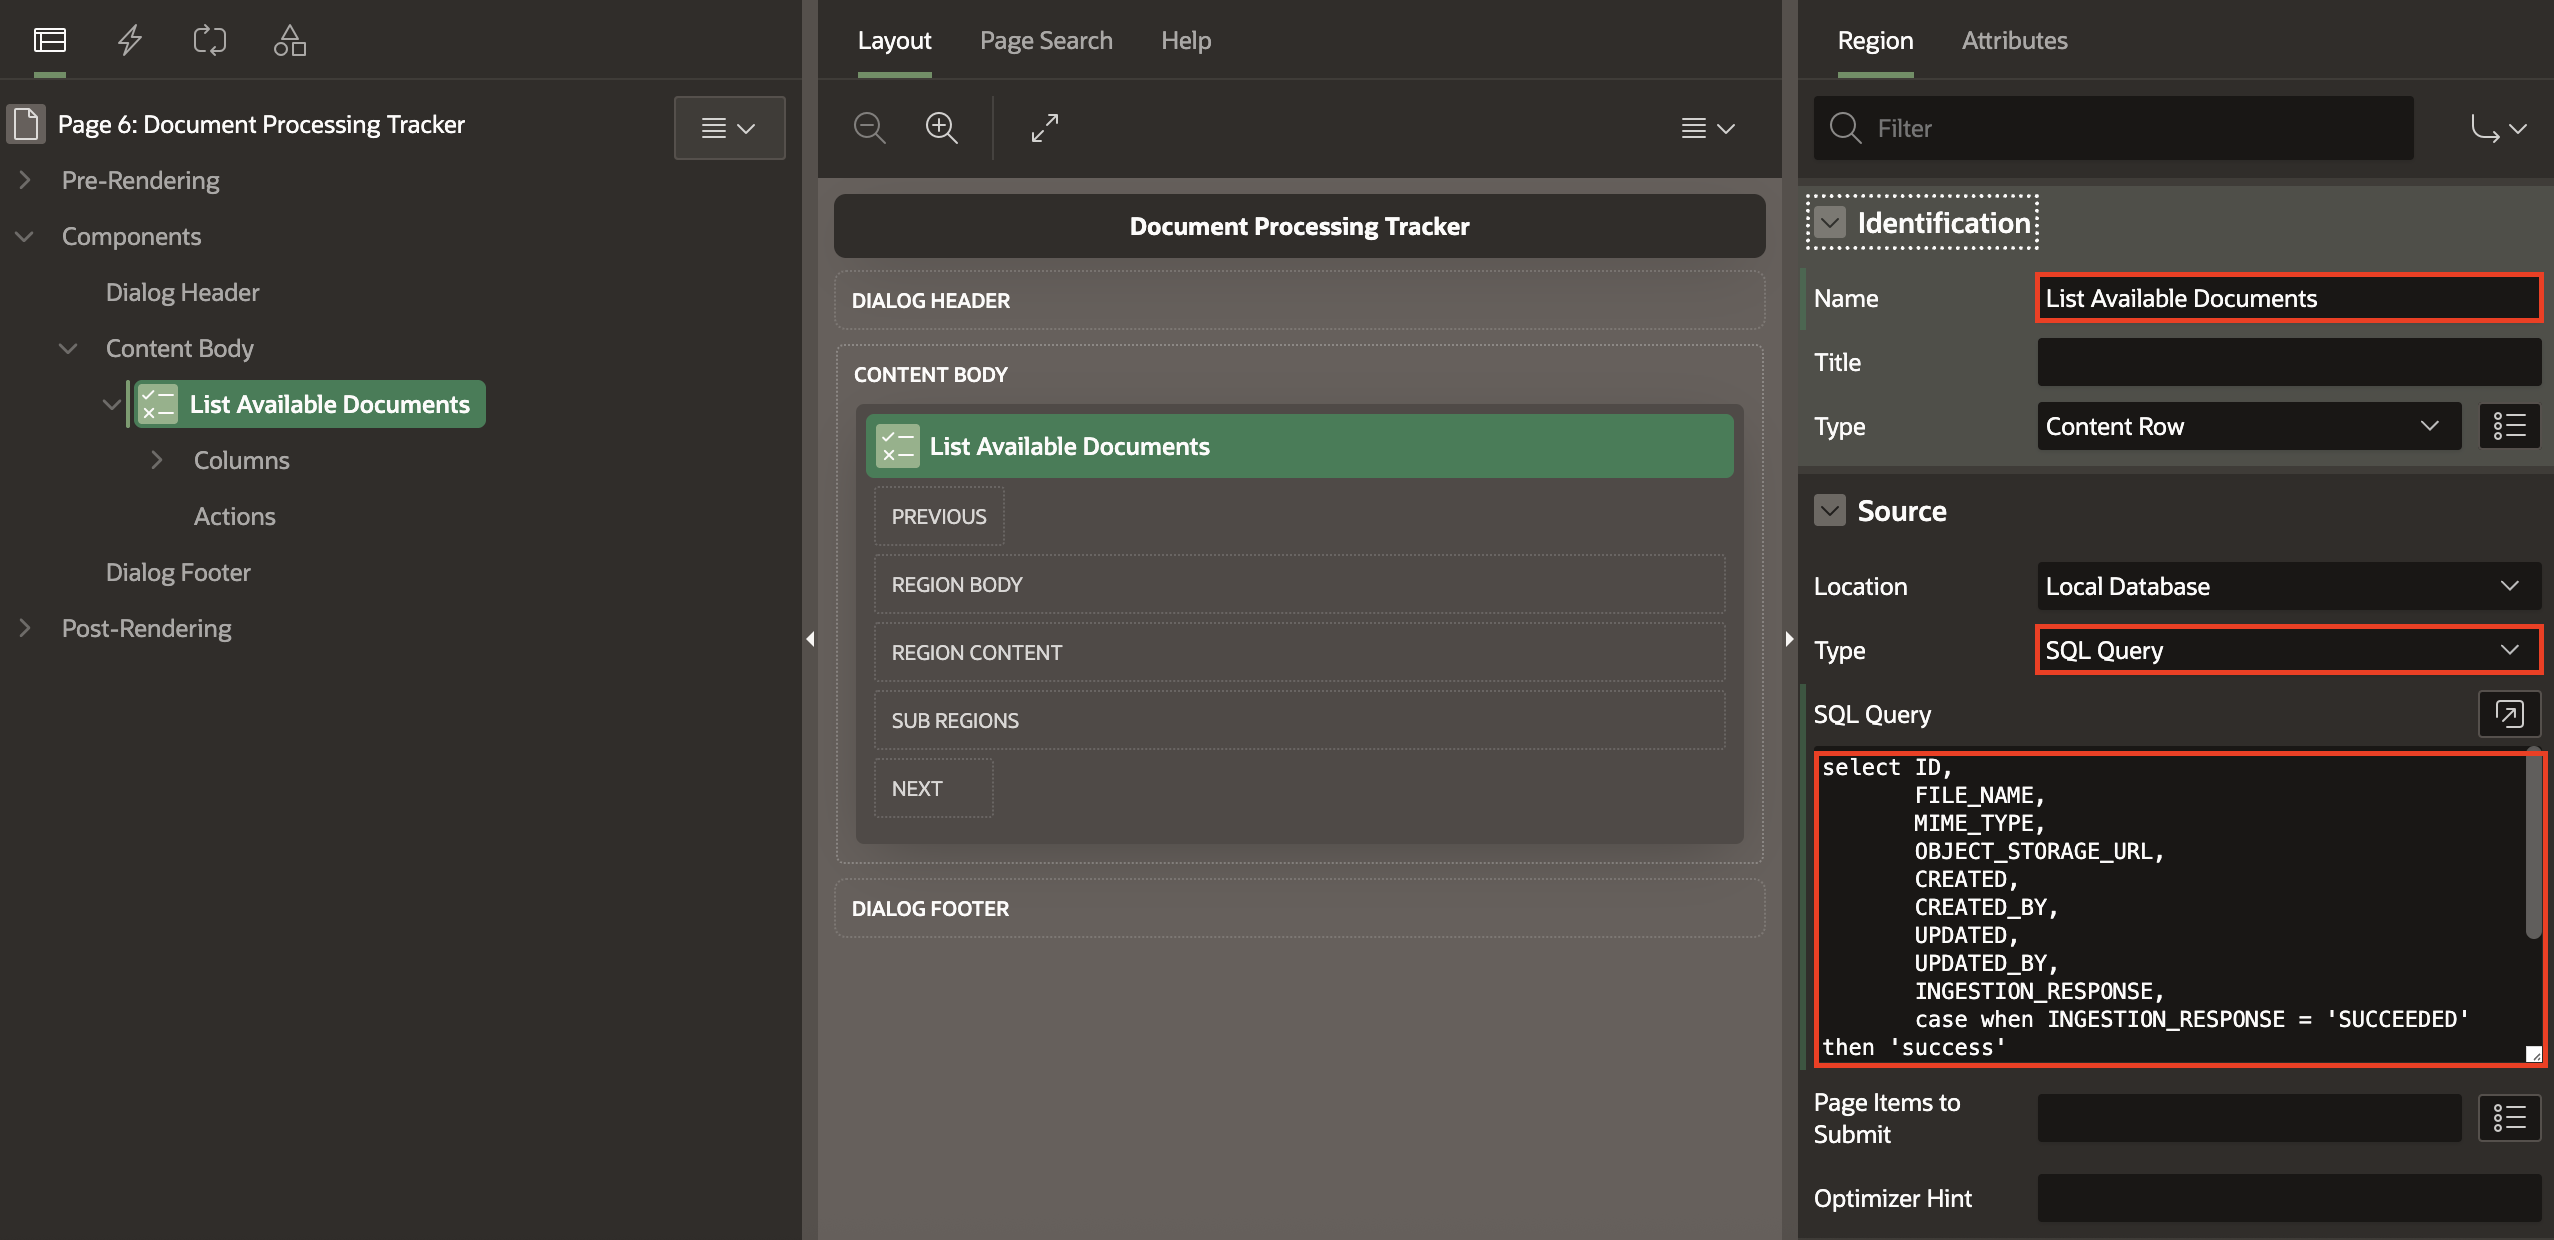 Page 6: Document Processing Tracker
Pre-Rendering
Components
Dialog Header
Content Body
List Available Documents
Columns
Actions
Dialog Footer
Post-Rendering
Layout
Page Search
Help
Document Processing Tracker
DIALOG HEADER
CONTENT BODY
List Available Documents
PREVIOUS
REGION BODY
REGION CONTENT
SUB REGIONS
NEXT
DIALOG FOOTER
Region
Attributes
Filter
Identification
Name
List Available Documents
Title
Type
Content Row
Source
Location
Local Database
Type
SQL Query
SQL Query
select ID,
FILE_NAME,
MIME_TYPE,
OBJECT_STORAGE_URL,
CREATED,
CREATED_BY,
UPDATED,
UPDATED_BY,
INGESTION_RESPONSE,
case when INGESTION_RESPONSE = 'SUCCEEDED'
then 'success'
Page Items to
Submit
Optimizer Hint